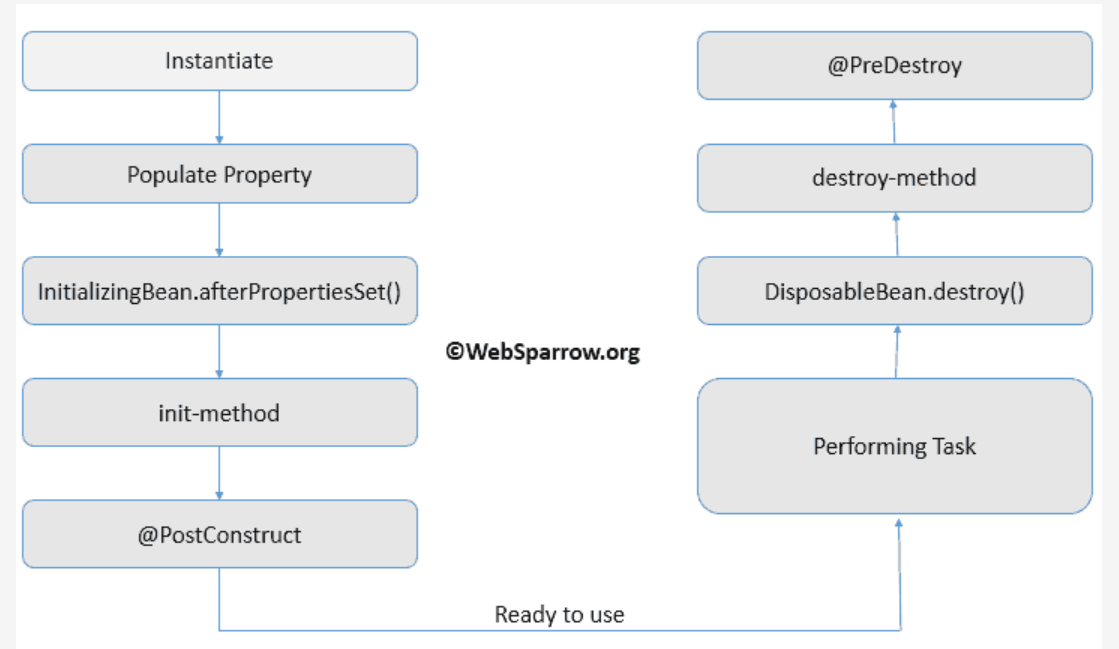 Instantiate
Populate Property
InitializingBean.afterPropertiesSet()
init-method
@PostConstruct
Ready to use
Performing Task
DisposableBean.destroy()
destroy-method
@PreDestroy
©WebSparrow.org